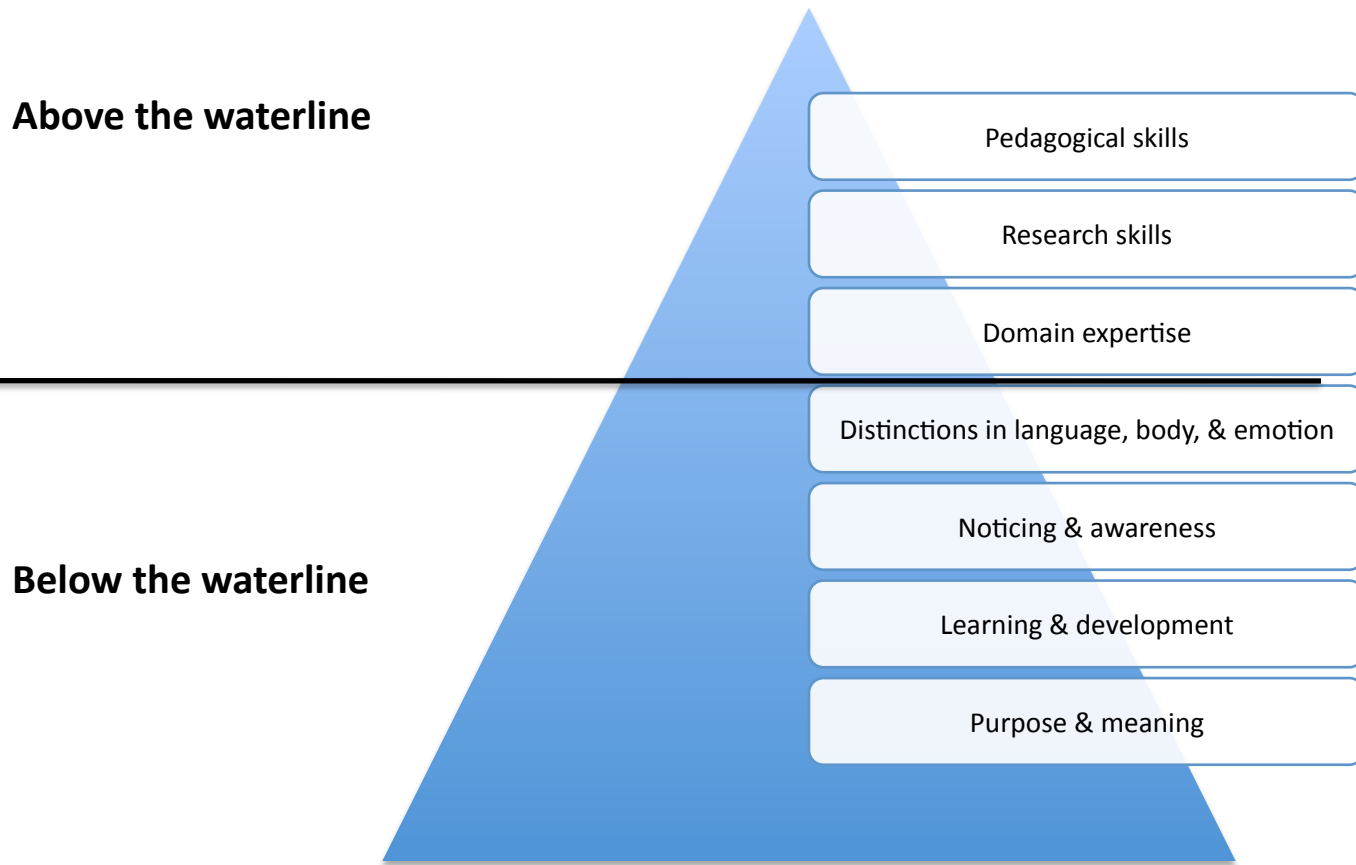 Above the waterline
Pedagogical skills
Research skills
Domain expertise
Distinctions in language, body, & emotion
Noticing & awareness
Below the waterline
Learning & development
Purpose & meaning